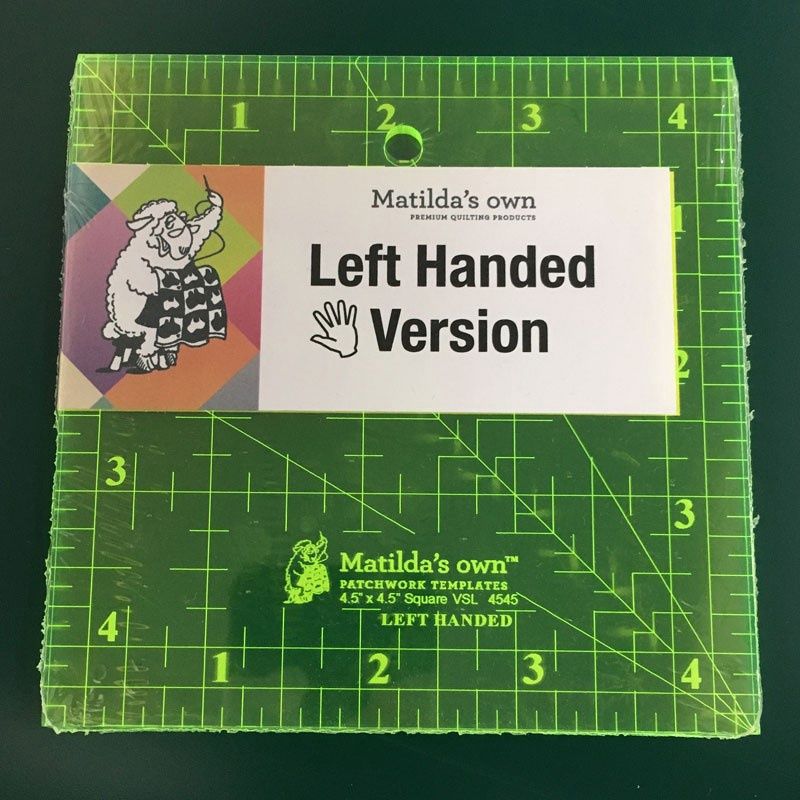 1 2 3 4
Matilda's own
PREMIUM QUILTING PRODUCTS
Left Handed
Version
1
2
3
3
Matilda's own™
PATCHWORK TEMPLATES
4.5" x 4.5" Square VSL 4545
LEFT HANDED
4
1 2 3 4